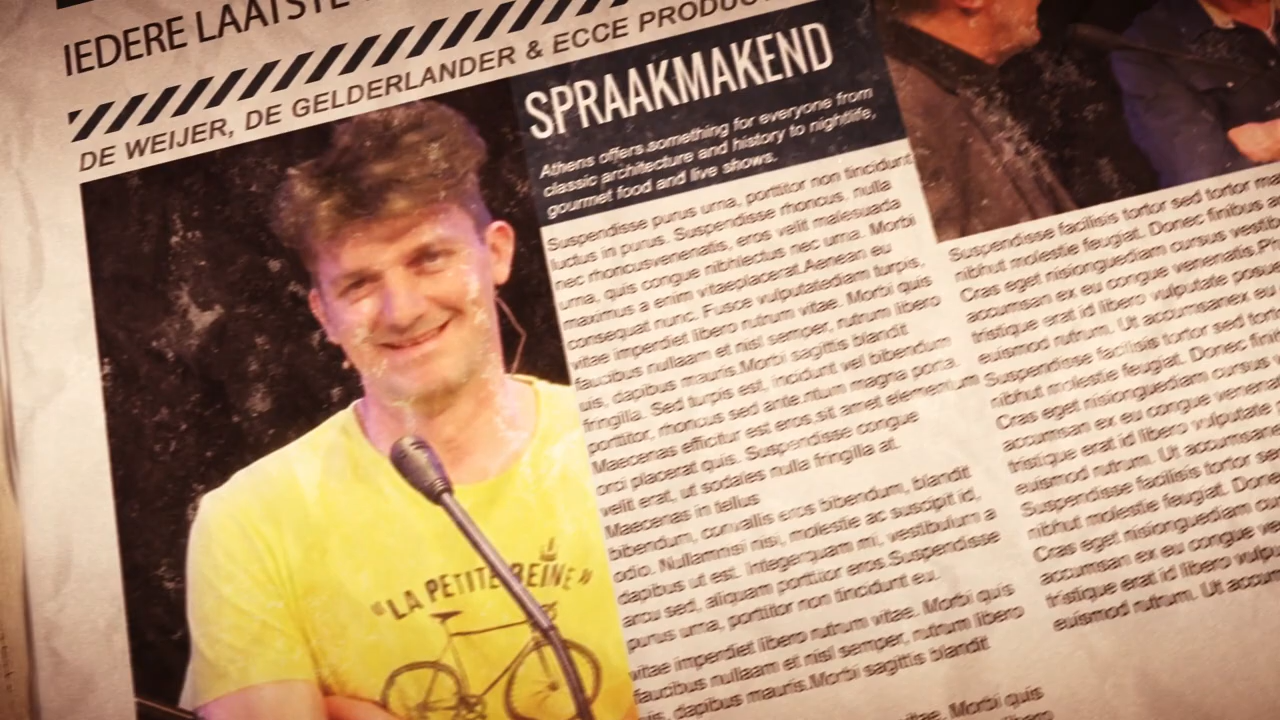 IEDERE LAATSTE
DE WEIJER, DE GELDERLANDER & ECCE PRODUC
SPRAAKMAKEND
Athens offers something for everyone from
classic architecture and history to nightlife,
gourmet food and live shows.
"LA PETITE REINE"
Suspendisse purus urna, porttitor non tincidunt
luctus in purus. Suspendisse rhoncus, nulla
nec rhoncusvenenatis, eros velit malesuada
urna, quis congue nibhlectus nec urna. Morbi
maximus a enim vitaeplacerat.Aenean eu
consequat nunc. Fusce vulputatediam turpis,
vitae imperdiet libero rutrum vitae. Morbi quis
faucibus nullaam et nisl semper, rutrum libero
uis, dapibus mauris.Morbi sagittis blandit
fringilla. Sed turpis est, incidunt vel bibendum
porttitor, rhoncus sed ante.ntum magna porta.
Maecenas efficitur est eros,sit amet elementum
orci placerat quis. Suspendisse congue
velit erat, ut sodales nulla fringilla at.
Maecenas in tellus
bibendum, convallis eros bibendum, blandit
odio. Nullamnisi nisi, molestie ac suscipit id,
dapibus ut est. Integerquam mi, vestibulum a
arcu sed, aliquam porttitor eros.Suspendisse
purus urna, porttitor non tincidunt eu.
vitae imperdiet libero rutrum vitae. Morbi quis
faucibus nullaam et nisl semper, rutrum libero
uis, dapibus mauris.Morbi sagittis blandit
vitae. Morbi quis
libero
Suspendisse facilisis tortor sed tortor
nibhut molestie feugiat. Donec finibus
Cras eget nisionguediam cursus
accumsan ex eu congue venenatis.
tristique erat id libero vulputate
euismod rutrum. Ut accumsanex eu
Suspendisse facilisis tortor sed
nibhut molestie feugiat. Donec
Cras eget nisionguediam cursus
accumsan ex eu congue
tristique erat id libero vulputate
euismod rutrum. Ut
Suspendisse facilisis tortor
nibhut molestie feugiat.
Cras eget nisionguediam
accumsan ex eu congue
tristique erat id libero
euismod rutrum. Ut